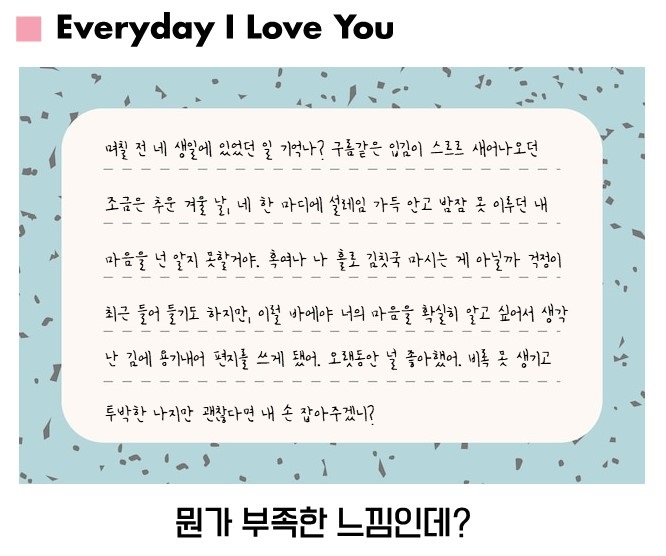 Everyday I Love You
며칠 전 네 생일에 있었던 일 기억나? 구름같은 입김이 스르르 새어나오던
조금은 추운 겨울 날, 네 한 마디에 설레임 가득 안고 밤잠 못 이루던 내
마음을 넌 알지 못할거야. 혹여나 나 홀로 김칫국 마시는 게 아닐까 걱정이
최근 들어 들기도 하지만, 이럴 바에야 너의 마음을 확실히 알고 싶어서 생각
난 김에 용기내어 편지를 쓰게 됐어. 오랫동안 널 좋아했어. 비록 못 생기고
투박한 나지만 괜찮다면 내 손 잡아주겠니?
뭔가 부족한 느낌인데?